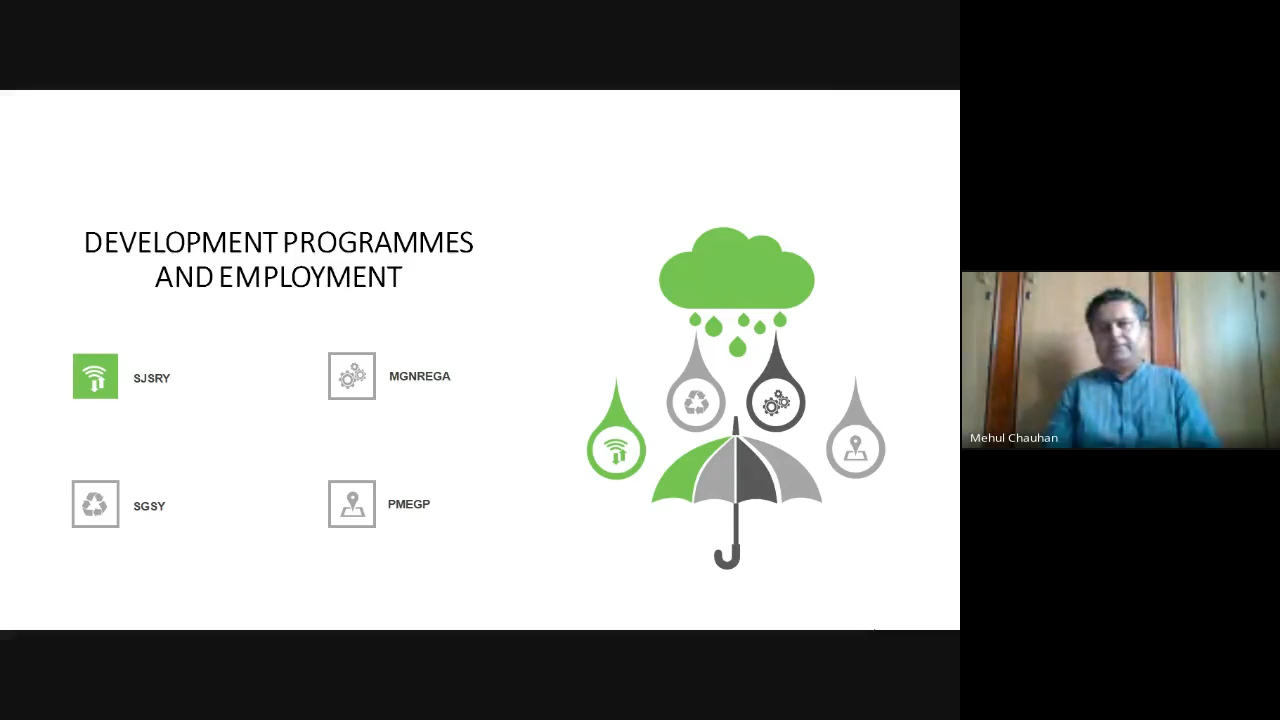 DEVELOPMENT PROGRAMMES
AND EMPLOYMENT
SJSRY
MGNREGA
SGSY
PMEGP
Mehul Chauhan